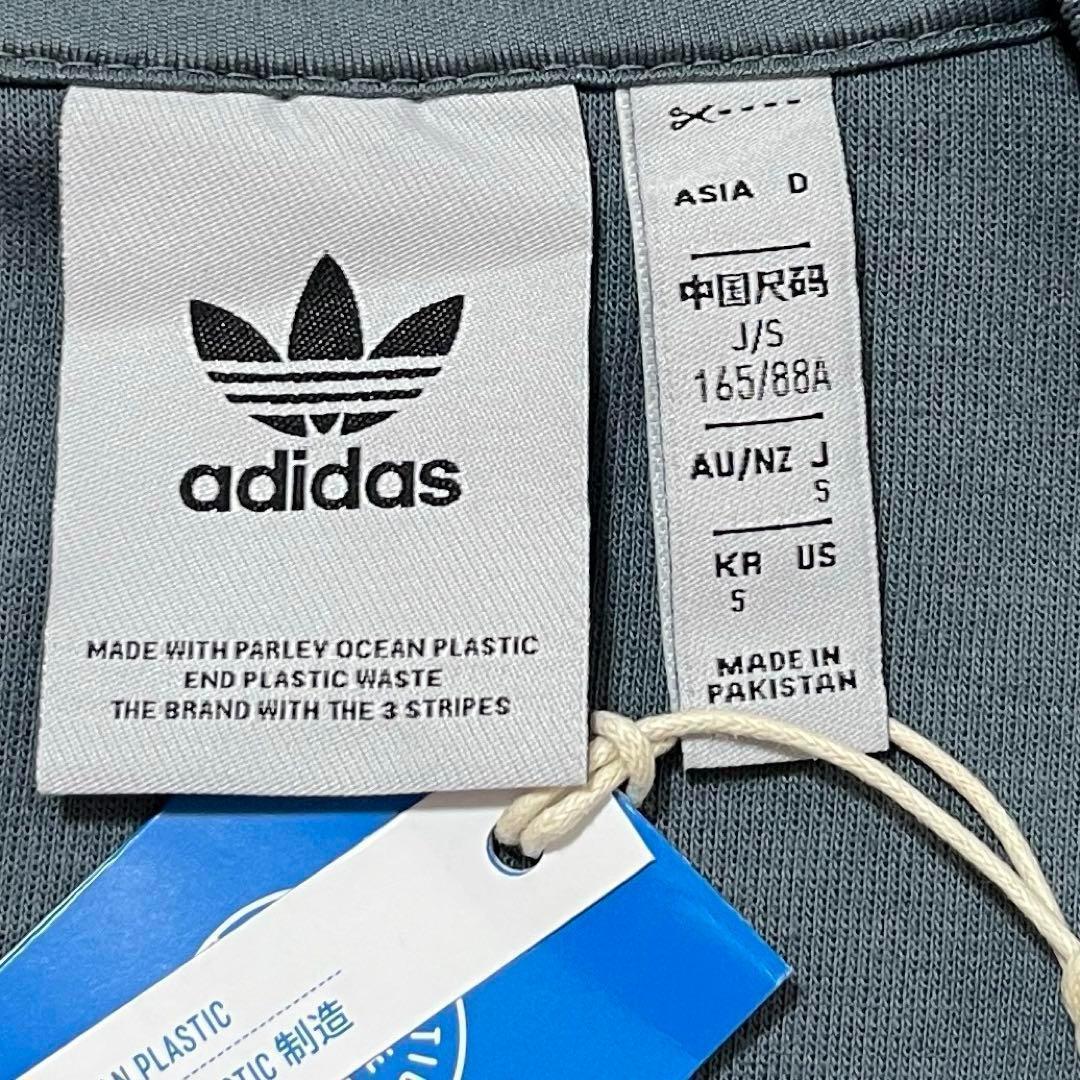 adidas
MADE WITH PARLEY OCEAN PLASTIC
END PLASTIC WASTE
THE BRAND WITH THE 3 STRIPES
ASIA D
中国尺码
J/S
165/88A
AU/NZ J
S
KR US
S
MADE IN
PAKISTAN
PLASTIC
制造